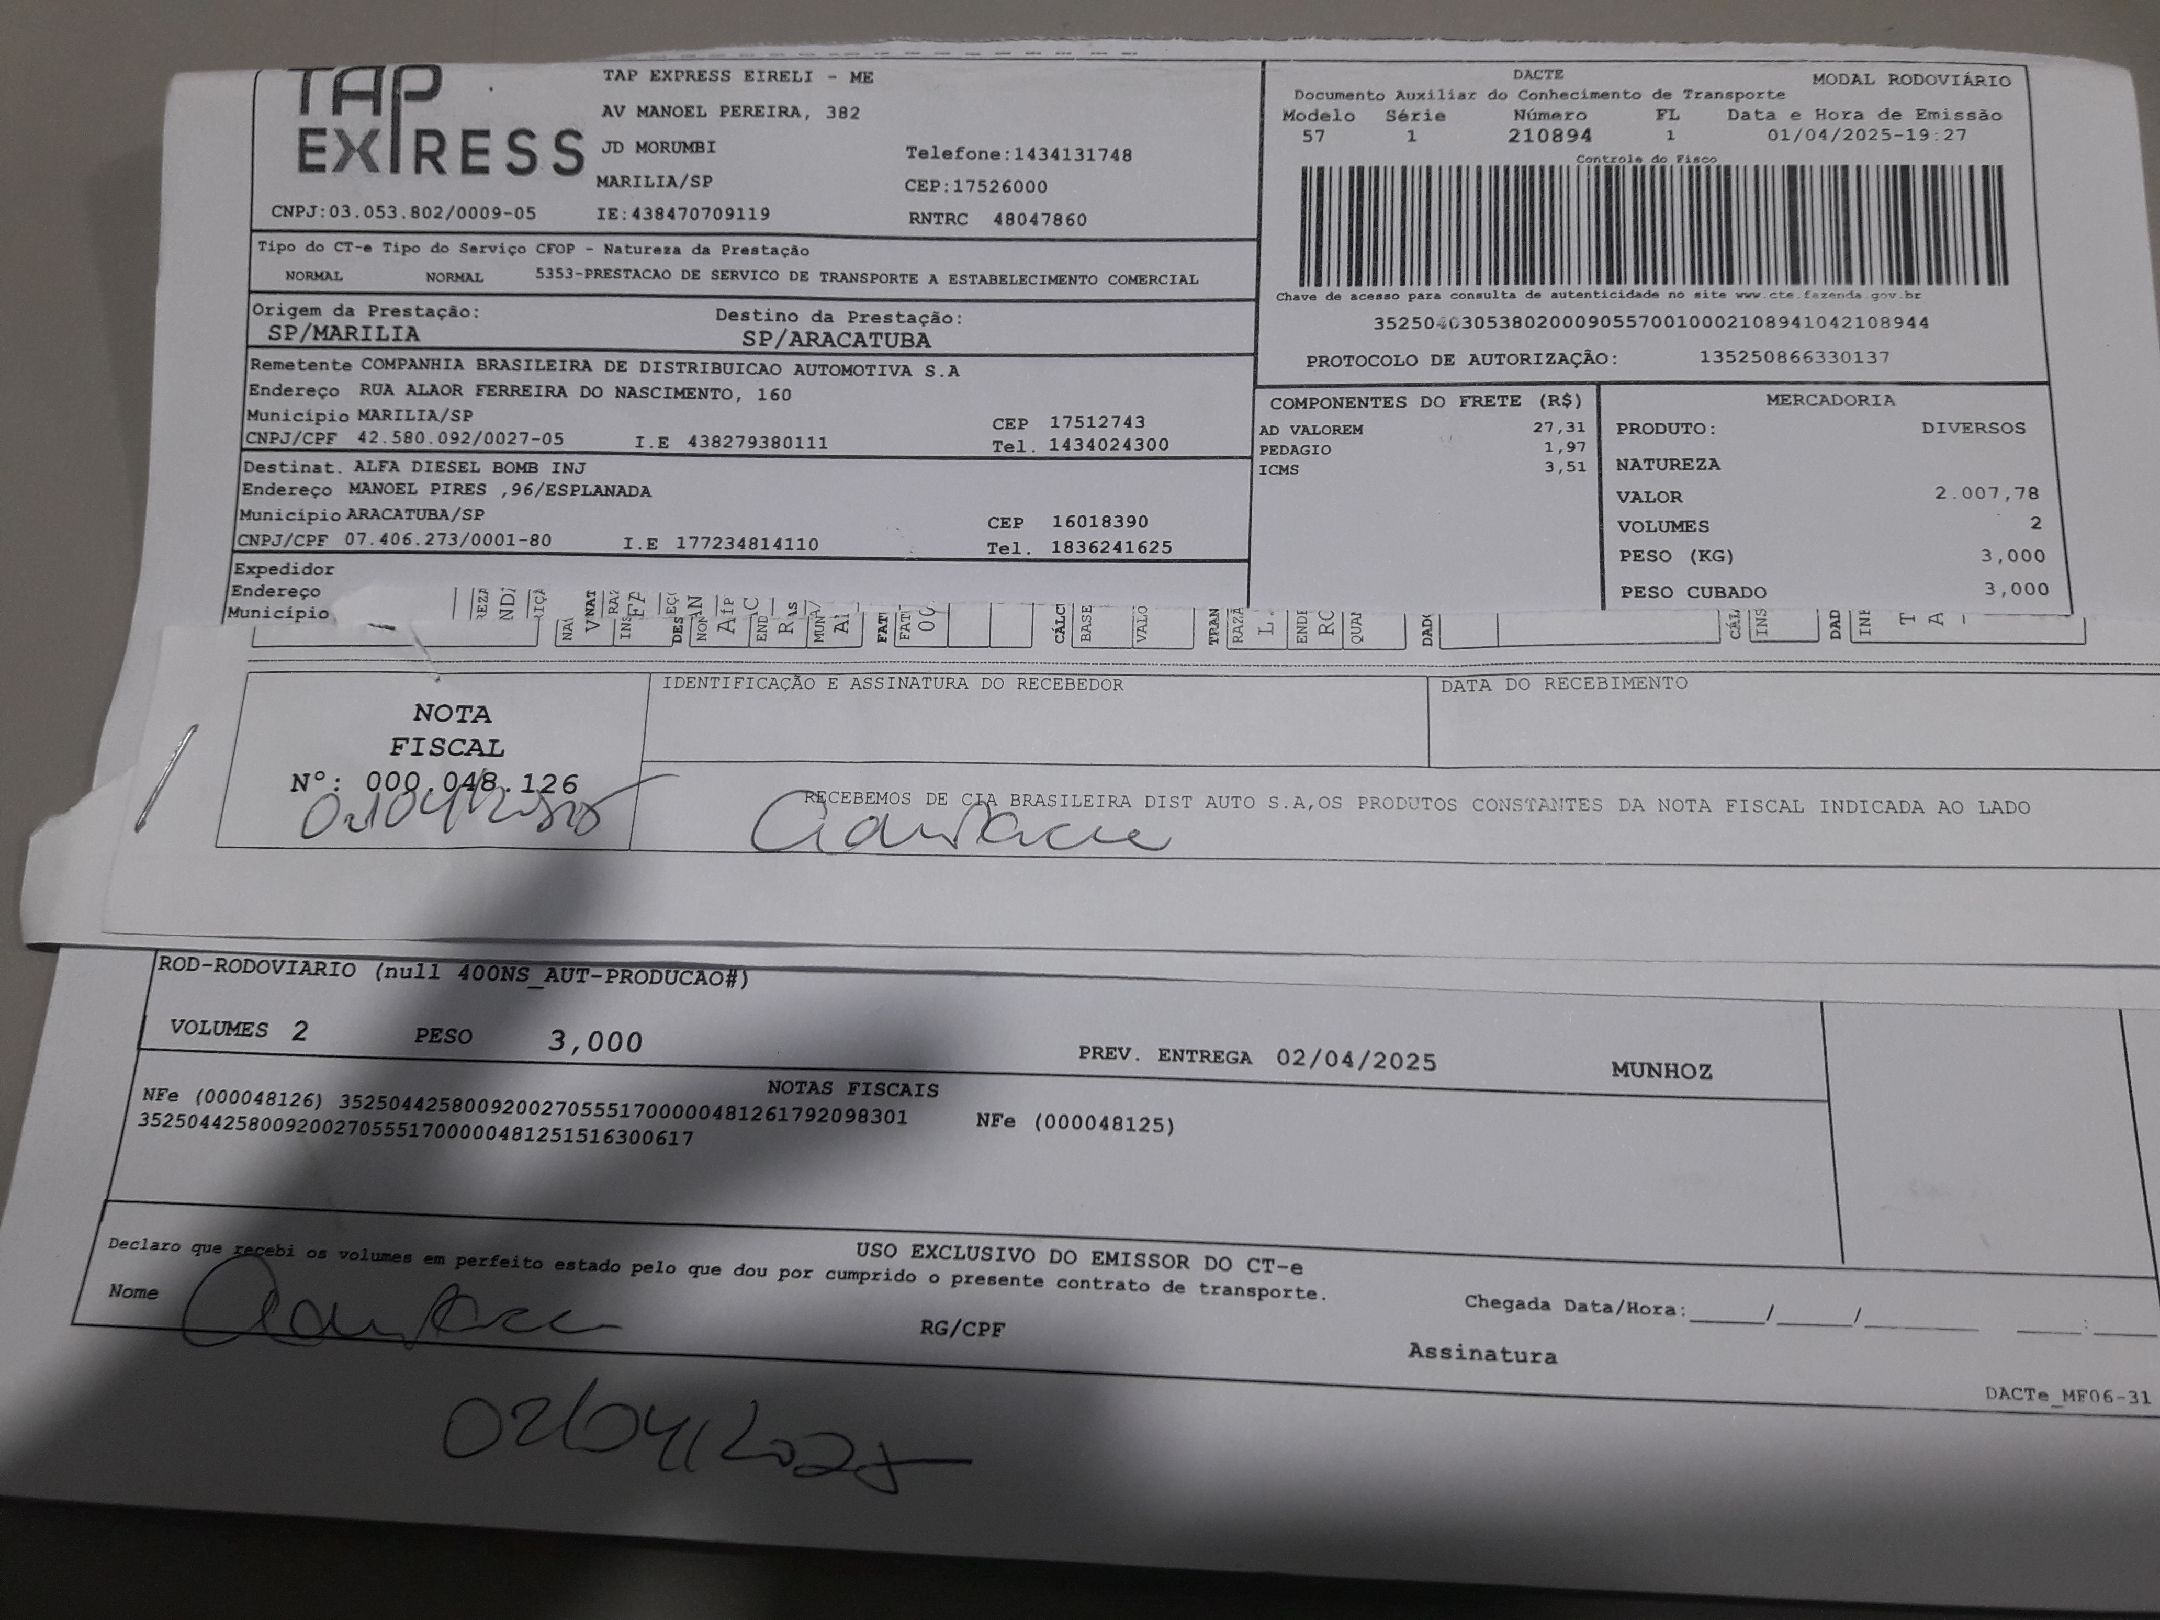 TAP EXPRESS
TAP EXPRESS EIRELI - ME
AV MANOEL PEREIRA, 382
JD MORUMBI
Telefone:1434131748
MARILIA/SP
CEP:17526000
CNPJ:03.053.802/0009-05 IE:438470709119 RNTRC 48047860
DACTE MODAL RODOVIÁRIO
Documento Auxiliar do Conhecimento de Transporte
Modelo Série Número FL Data e Hora de Emissão
57 1 210894 1 01/04/2025-19:27
Controle do Fisco
Chave de acesso para consulta de autenticidade no site www.cte.fazenda.gov.br
PROTOCOLO DE AUTORIZAÇÃO: 135250866330137
Tipo do CT-e Tipo do Serviço CFOP - Natureza da Prestação
NORMAL NORMAL 5353-PRESTACAO DE SERVICO DE TRANSPORTE A ESTABELECIMENTO COMERCIAL
Origem da Prestação: Destino da Prestação:
SP/MARILIA SP/ARACATUBA
Remetente COMPANHIA BRASILEIRA DE DISTRIBUICAO AUTOMOTIVA S.A
Endereço RUA ALAOR FERREIRA DO NASCIMENTO, 160
Município MARILIA/SP CEP 17512743
CNPJ/CPF 42.580.092/0027-05 I.E 438279380111 Tel. 1434024300
Destinat. ALFA DIESEL BOMB INJ
Endereço MANOEL PIRES ,96/ESPLANADA
Município ARACATUBA/SP CEP 16018390
CNPJ/CPF 07.406.273/0001-80 I.E 177234814110 Tel. 1836241625
Expedidor
Endereço
Município
COMPONENTES DO FRETE (R$)
AD VALOREM 27,31
PEDAGIO 1,97
ICMS 3,51
MERCADORIA
PRODUTO: DIVERSOS
NATUREZA
VALOR 2.007,78
VOLUMES 2
PESO (KG) 3,000
PESO CUBADO 3,000
IDENTIFICAÇÃO E ASSINATURA DO RECEBEDOR DATA DO RECEBIMENTO
NOTA
FISCAL
N°: 000.048.126
02/04/2025
RECEBEMOS DE CIA BRASILEIRA DIST AUTO S.A,OS PRODUTOS CONSTANTES DA NOTA FISCAL INDICADA AO LADO
ROD-RODOVIARIO (null 400NS_AUT-PRODUCAO#)
VOLUMES 2 PESO 3,000 PREV. ENTREGA 02/04/2025 MUNHOZ
NOTAS FISCAIS
NFe (000048126) 35250442580092002705551700000481261792098301 NFe (000048125)
35250442580092002705551700000481251516300617
USO EXCLUSIVO DO EMISSOR DO CT-e
Declaro que recebi os volumes em perfeito estado pelo que dou por cumprido o presente contrato de transporte.
Nome RG/CPF Chegada Data/Hora:____/____/______ ____:____
Assinatura
DACTe_MF06-31
02/04/2025